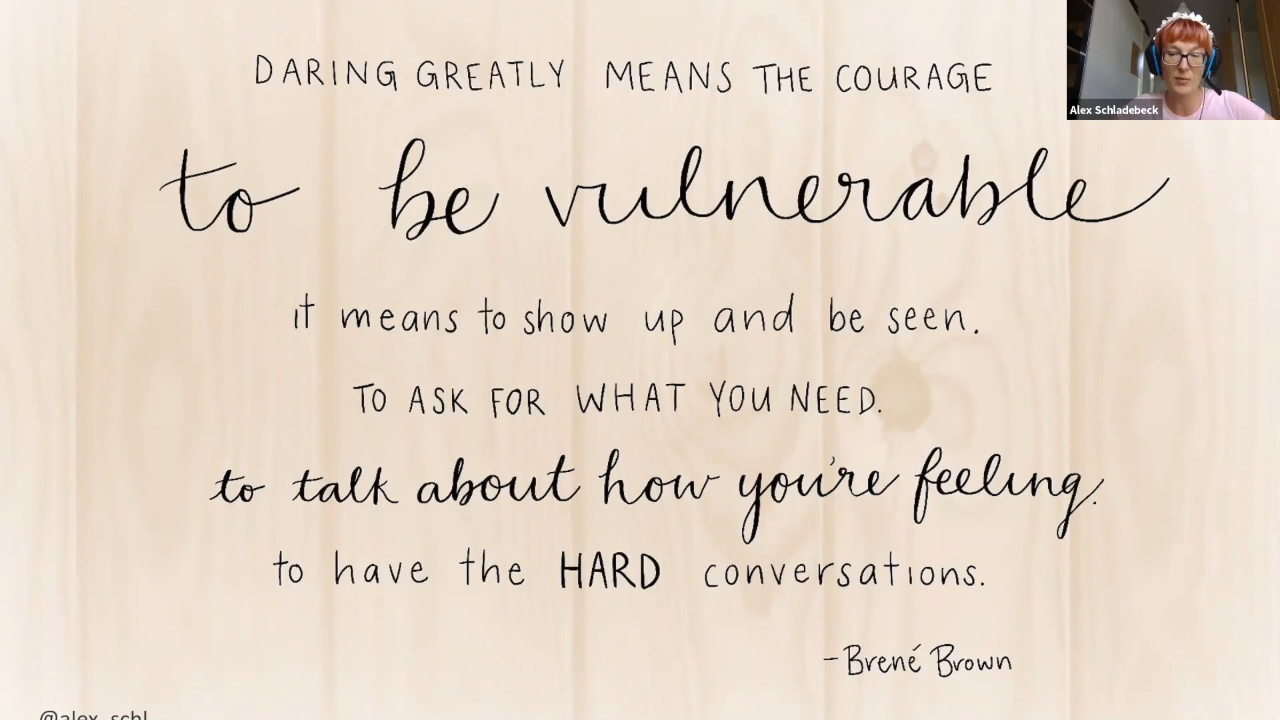 DARING GREATLY MEANS THE COURAGE
to be vulnerable
it means to show up and be seen.
TO ASK FOR WHAT YOU NEED.
to talk about how you're feeling.
to have the HARD conversations.
-Brené Brown
Alex Schladebeck
@alex_schl